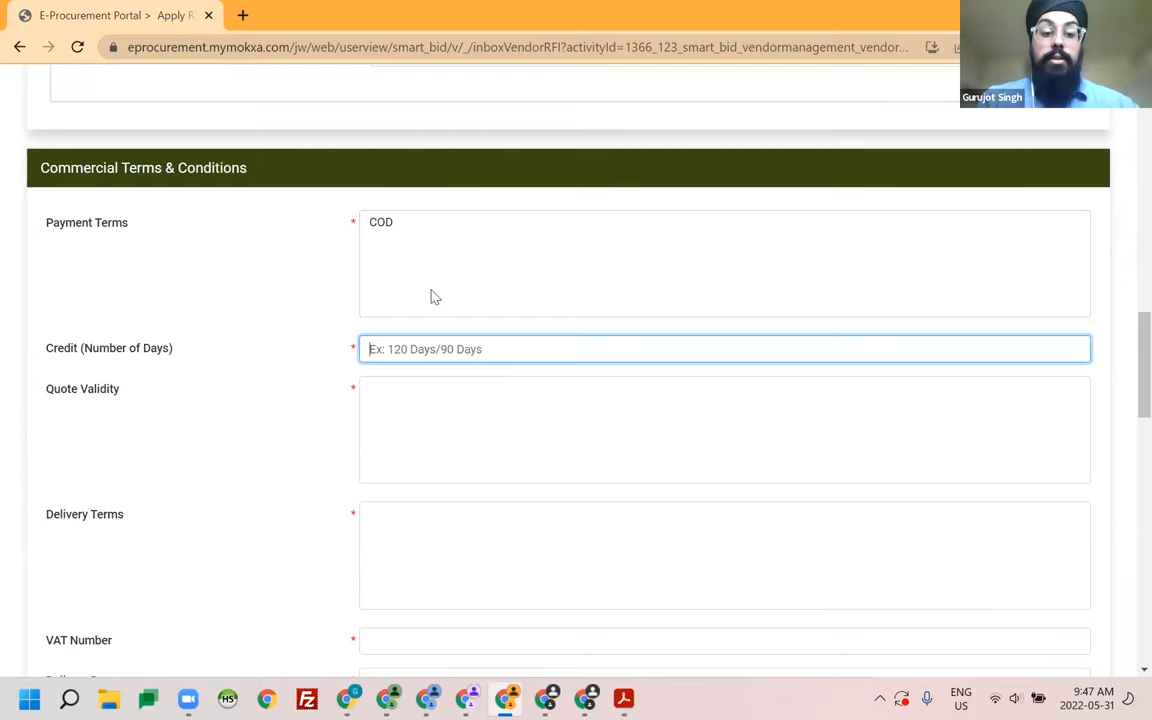 E-Procurement Portal > Apply R
eprocurement.mymokxa.com/jw/web/userview/smart_bid/v/_/inboxVendorRFI?activityId=1366_123_smart_bid_vendormanagement_vendor...
Gurujot Singh
Commercial Terms & Conditions
Payment Terms * COD
Credit (Number of Days) * Ex: 120 Days/90 Days
Quote Validity *
Delivery Terms *
VAT Number *
HS
ENG
US
9:47 AM
2022-05-31